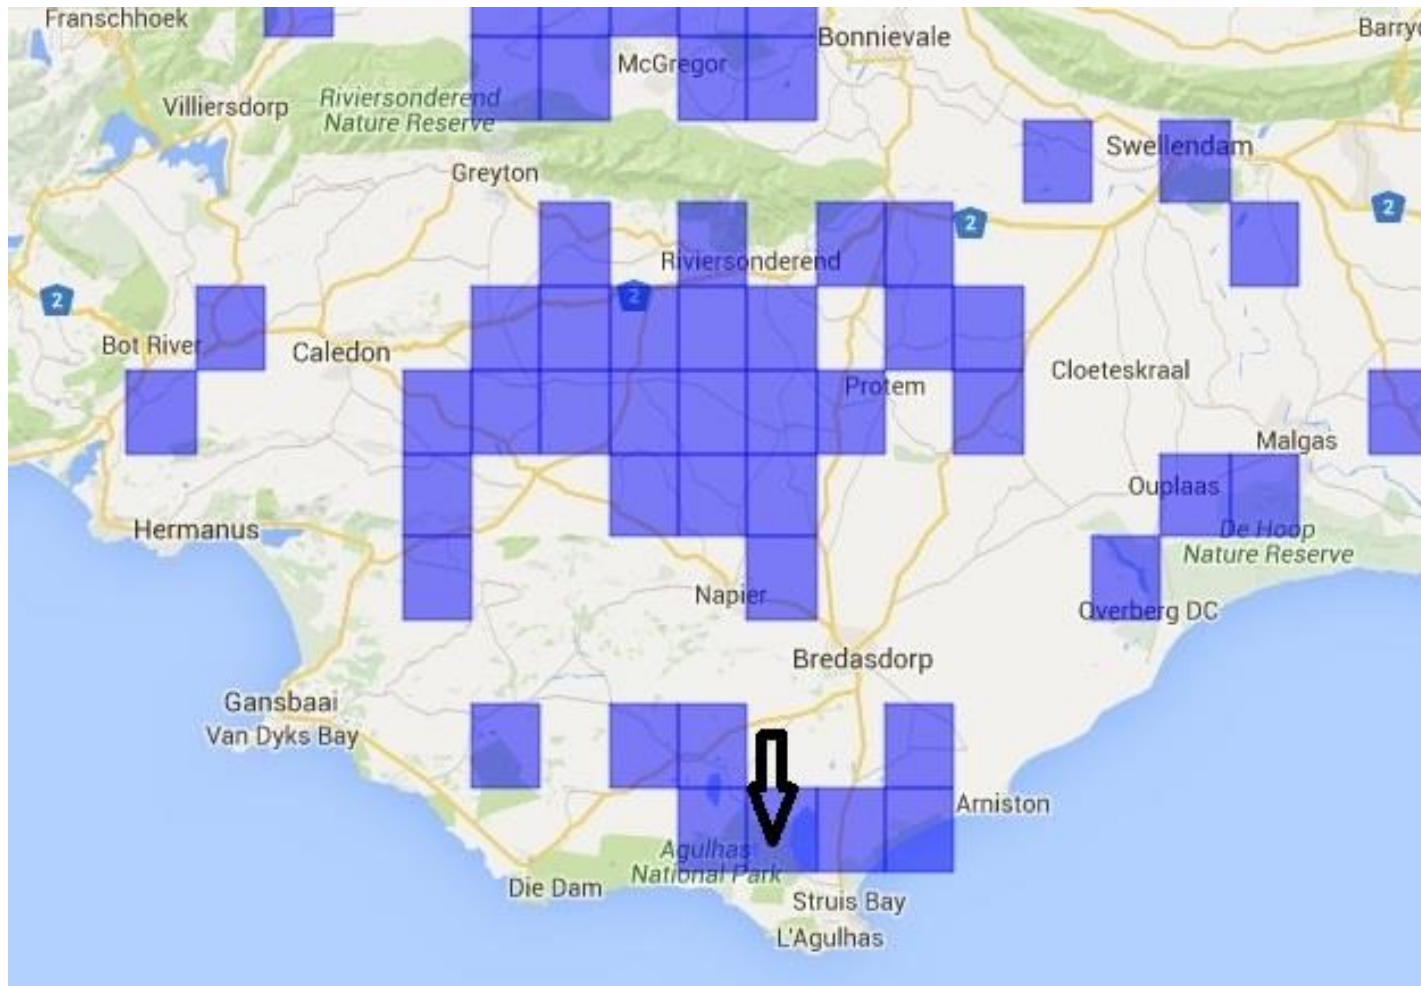 Franschhoek
Bonnievale
Barry
McGregor
Villiersdorp
Riviersonderend
Nature Reserve
Swellendam
Greyton
2
2
Riviersonderend
2
2
Bot River
Caledon
Cloeteskraal
Protem
Malgas
Ouplaas
Hermanus
De Hoop
Nature Reserve
Napier
Overberg DC
Bredasdorp
Gansbaai
Van Dyks Bay
Arniston
Agulhas
National Park
Die Dam
Struis Bay
L'Agulhas